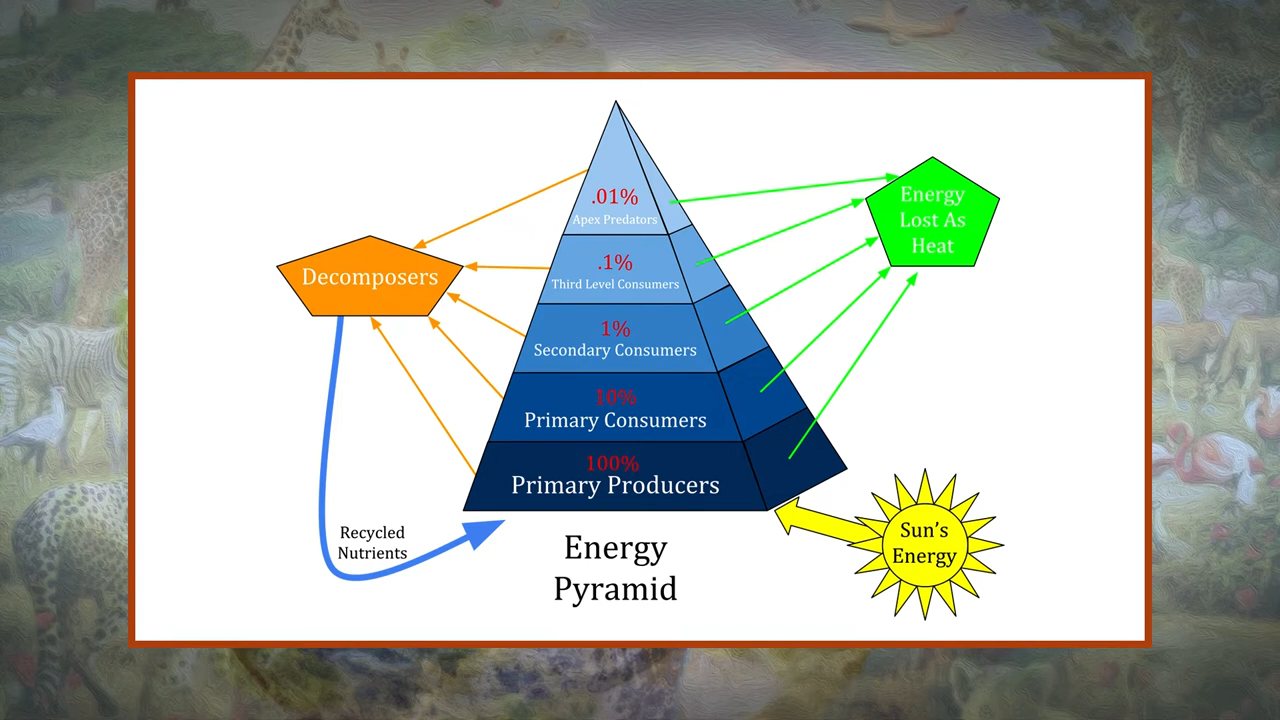 .01%
Apex Predators
.1%
Third Level Consumers
1%
Secondary Consumers
10%
Primary Consumers
100%
Primary Producers
Energy
Pyramid
Decomposers
Recycled
Nutrients
Energy
Lost As
Heat
Sun's
Energy